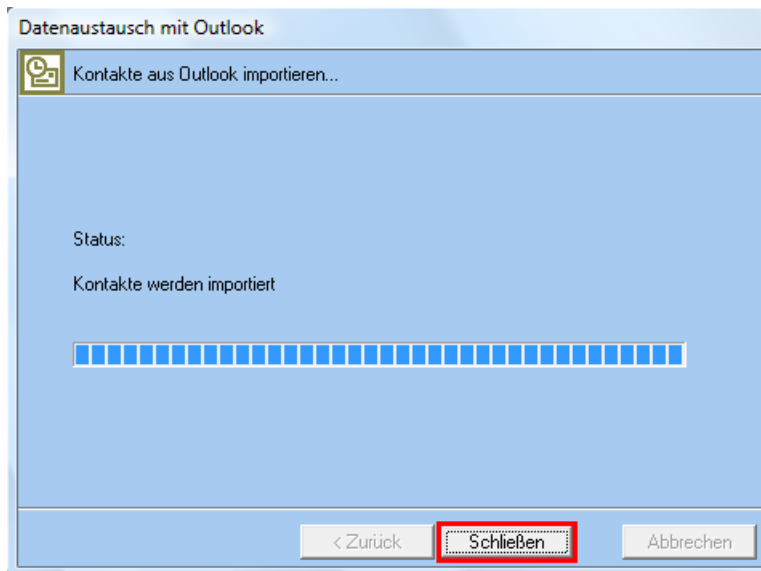 Datenaustausch mit Outlook
Kontakte aus Outlook importieren...
Status:
Kontakte werden importiert
< Zurück
Schließen
Abbrechen